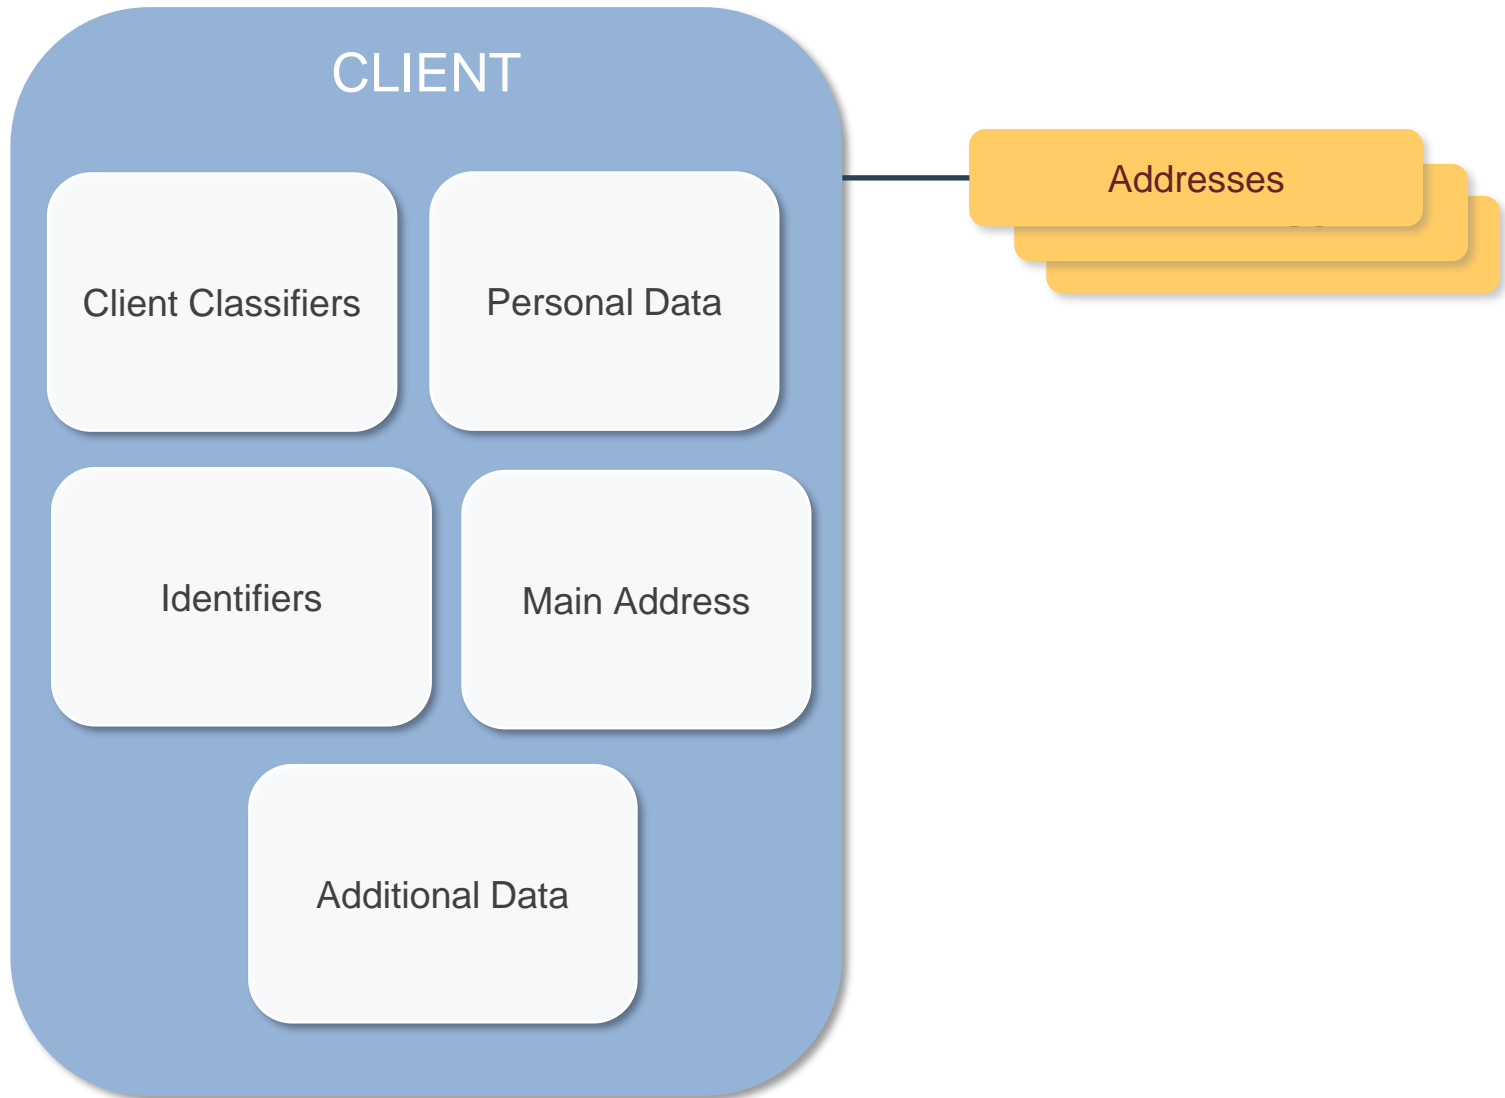 CLIENT
Addresses
Client Classifiers
Personal Data
Identifiers
Main Address
Additional Data